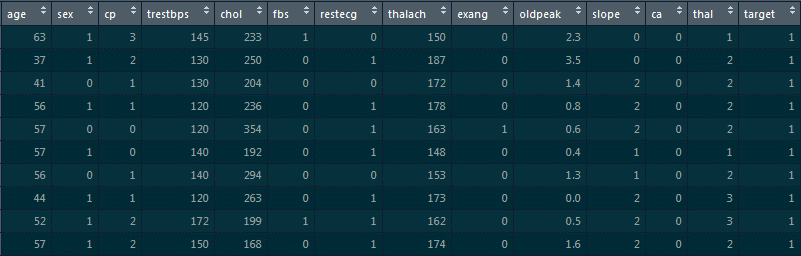 age sex cp trestbps chol fbs restecg thalach exang oldpeak slope ca thal target
63 1 3 145 233 1 0 150 0 2.3 0 0 1 1
37 1 2 130 250 0 1 187 0 3.5 0 0 2 1
41 0 1 130 204 0 0 172 0 1.4 2 0 2 1
56 1 1 120 236 0 1 178 0 0.8 2 0 2 1
57 0 0 120 354 0 1 163 1 0.6 2 0 2 1
57 1 0 140 192 0 1 148 0 0.4 1 0 1 1
56 0 1 140 294 0 0 153 0 1.3 1 0 2 1
44 1 1 120 263 0 1 173 0 0.0 2 0 3 1
52 1 2 172 199 1 1 162 0 0.5 2 0 3 1
57 1 2 150 168 0 1 174 0 1.6 2 0 2 1